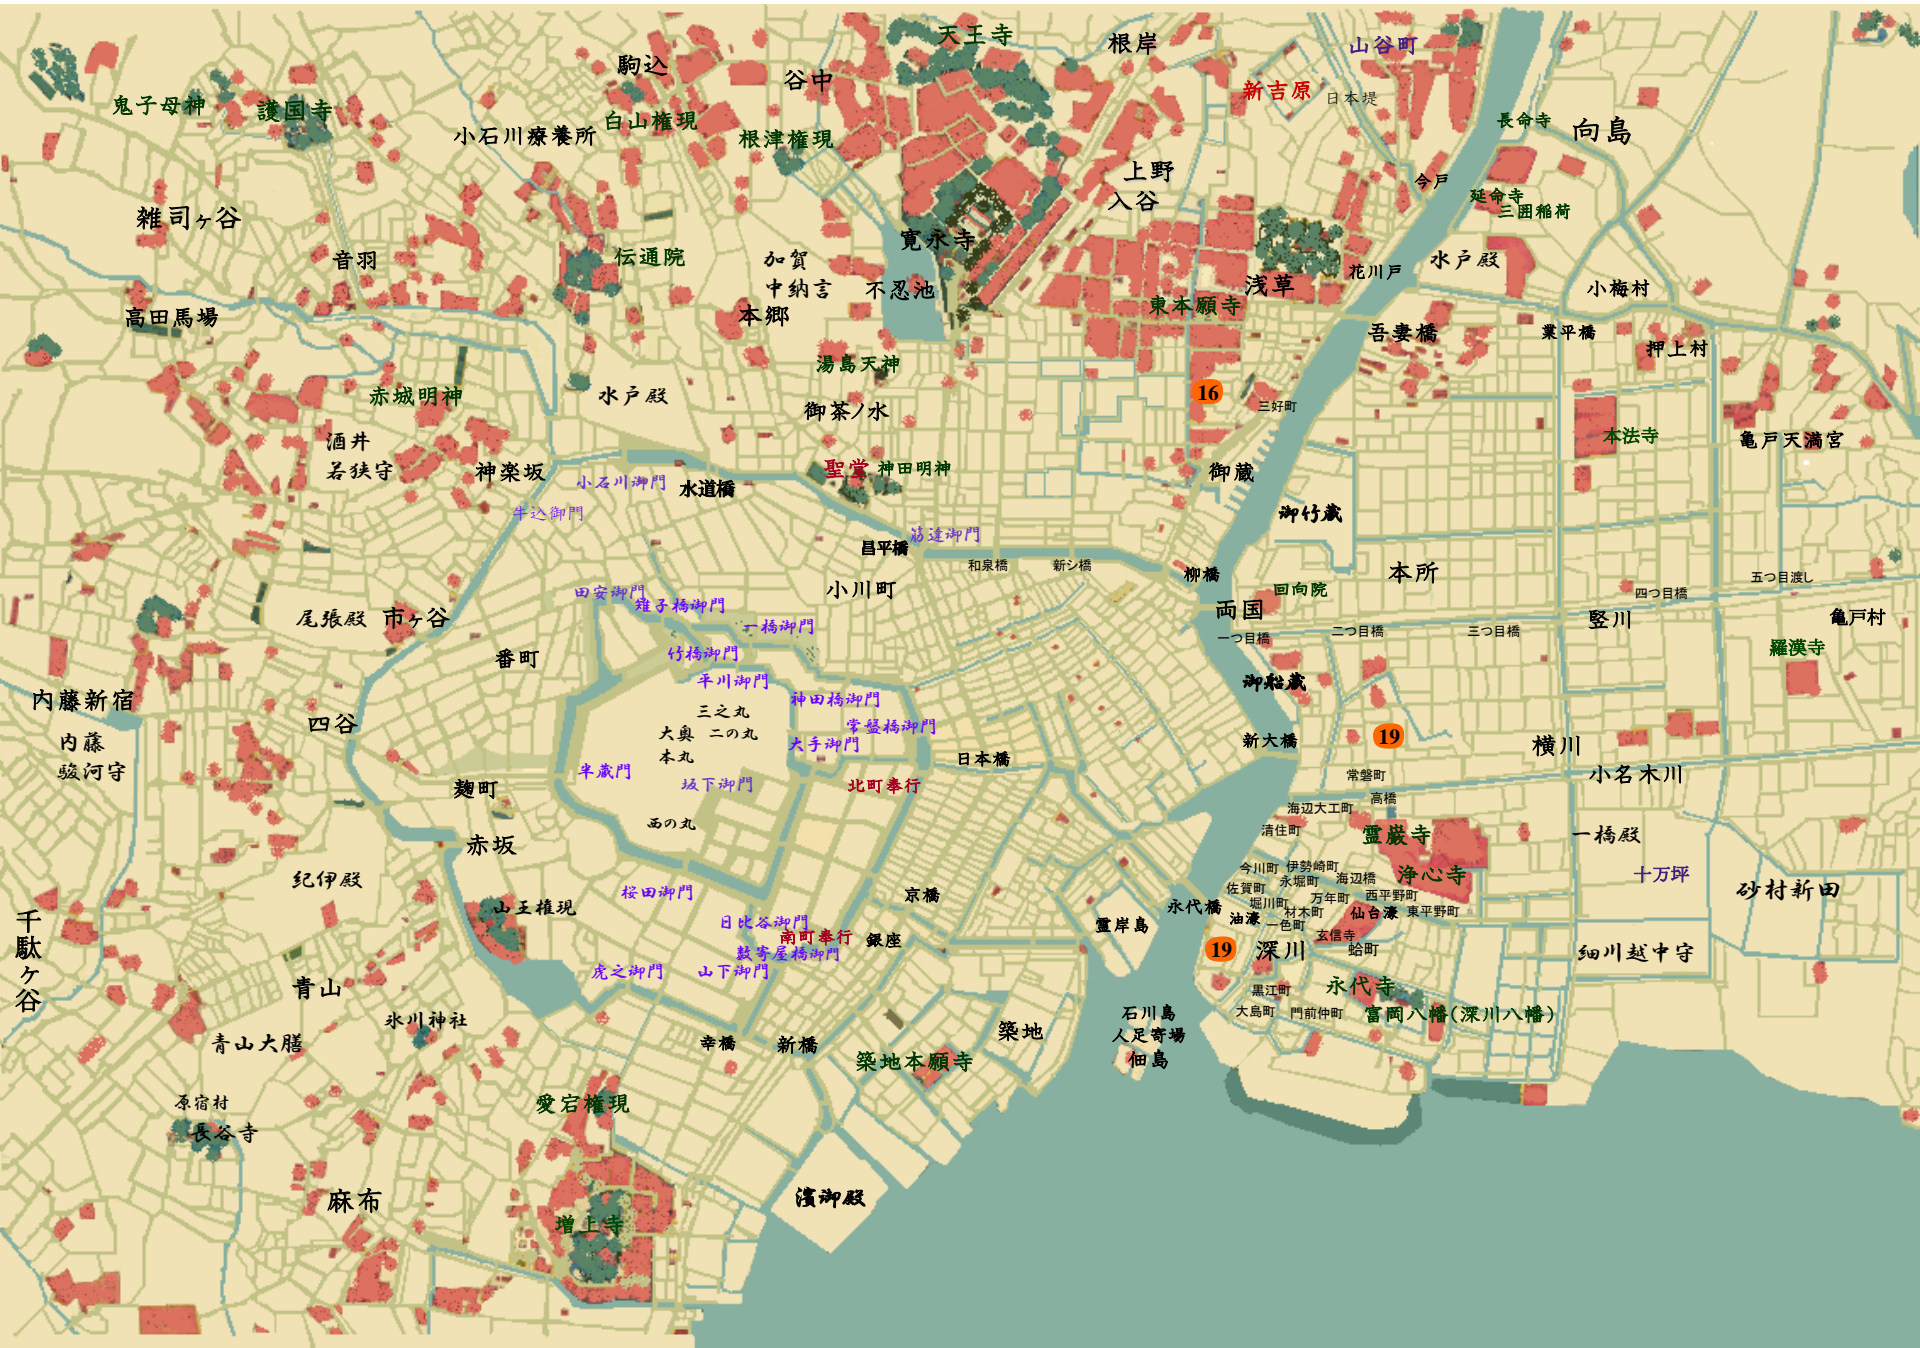 天王寺
根岸
山谷町
駒込
谷中
新吉原
日本堤
鬼子母神
護国寺
白山権現
長命寺
向島
小石川療養所
根津権現
上野
入谷
今戸
延命寺
三囲稲荷
雑司ヶ谷
寛永寺
音羽
伝通院
加賀
中納言
不忍池
浅草
花川戸
水戸殿
小梅村
高田馬場
本郷
東本願寺
吾妻橋
業平橋
押上村
湯島天神
赤城明神
水戸殿
16
三好町
御茶ノ水
酒井
若狭守
本法寺
亀戸天満宮
神楽坂
小石川御門
水道橋
聖堂
神田明神
御蔵
牛込御門
御竹蔵
昌平橋
筋違御門
和泉橋
新シ橋
柳橋
本所
五つ目渡し
田安御門
雉子橋御門
小川町
両国
回向院
四つ目橋
尾張殿
市ヶ谷
一橋御門
一つ目橋
二つ目橋
三つ目橋
竪川
亀戸村
番町
竹橋御門
羅漢寺
平川御門
御船蔵
内藤新宿
神田橋御門
四谷
三之丸
大奥
二の丸
常盤橋御門
大手御門
新大橋
19
横川
内藤
駿河守
本丸
日本橋
半蔵門
坂下御門
北町奉行
常磐町
小名木川
麹町
高橋
海辺大工町
西の丸
清住町
霊巌寺
一橋殿
赤坂
今川町
伊勢崎町
海辺橋
浄心寺
十万坪
紀伊殿
桜田御門
京橋
佐賀町
永堀町
西平野町
砂村新田
山王権現
永代橋
堀川町
万年町
千駄ヶ谷
日比谷御門
南町奉行
銀座
霊岸島
油濠
材木町
仙台濠
東平野町
一色町
数寄屋橋御門
19
深川
玄信寺
蛤町
細川越中守
虎之御門
山下御門
青山
黒江町
永代寺
氷川神社
石川島
人足寄場
佃島
大島町
門前仲町
富岡八幡(深川八幡)
青山大膳
幸橋
新橋
築地
築地本願寺
原宿村
長谷寺
愛宕権現
麻布
増上寺
濱御殿